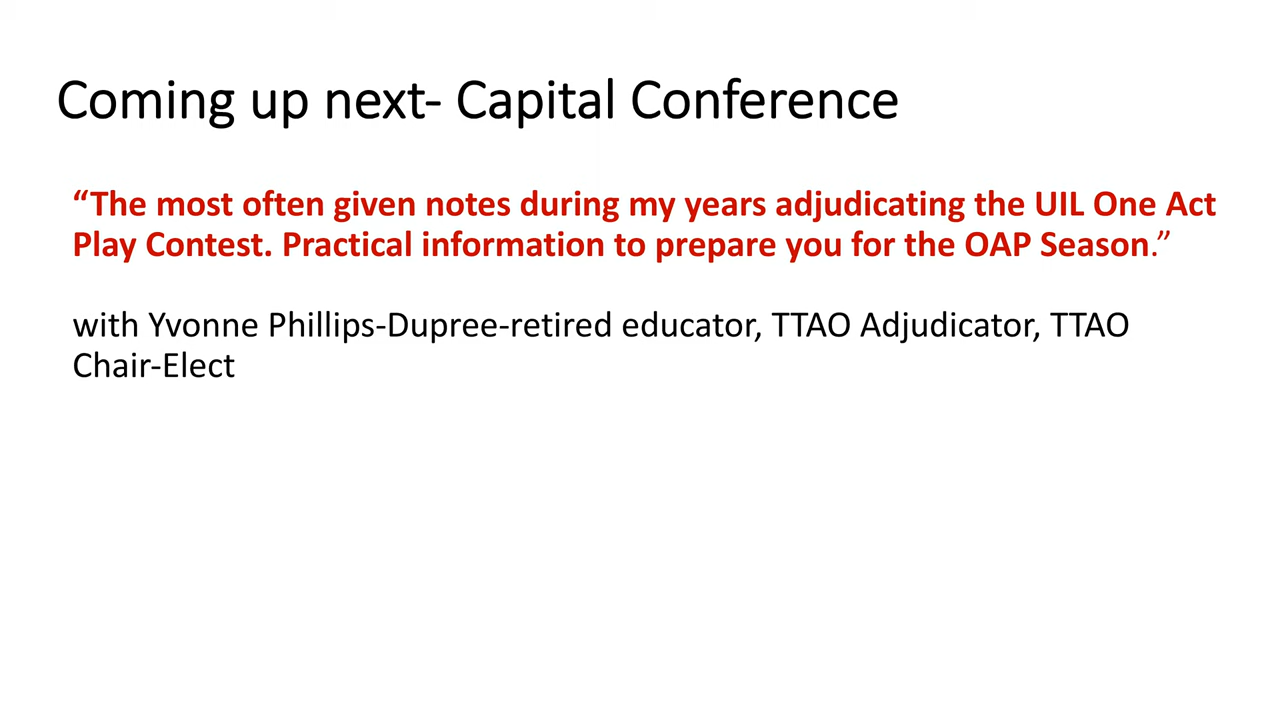 Coming up next- Capital Conference
“The most often given notes during my years adjudicating the UIL One Act
Play Contest. Practical information to prepare you for the OAP Season.”
with Yvonne Phillips-Dupree-retired educator, TTAO Adjudicator, TTAO
Chair-Elect